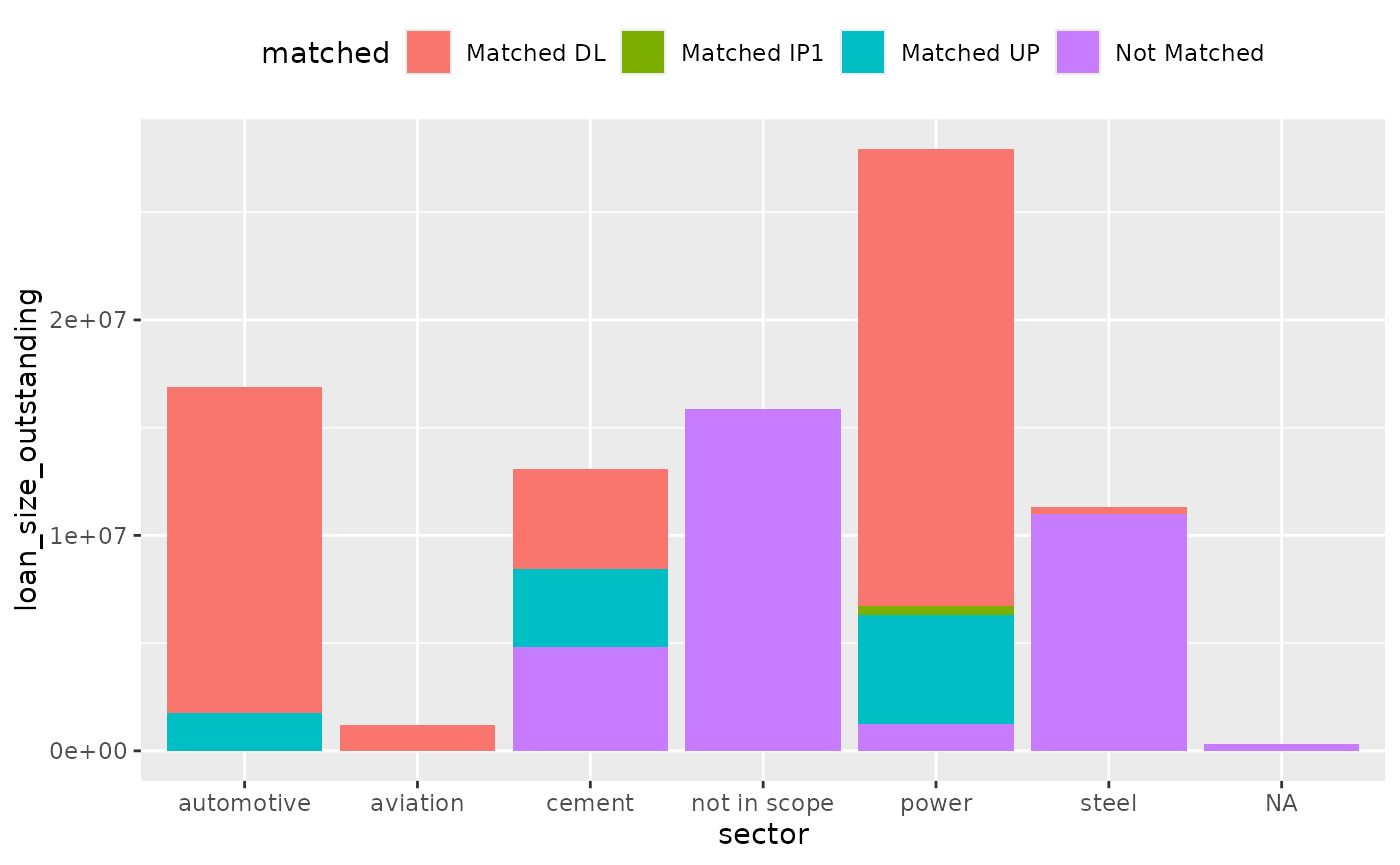 matched Matched DL Matched IP1 Matched UP Not Matched
loan_size_outstanding
2e+07
1e+07
0e+00
automotive aviation cement not in scope power steel NA
sector